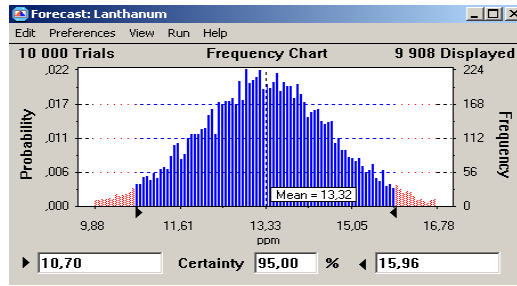 Forecast: Lanthanum
Edit Preferences View Run Help
10 000 Trials Frequency Chart 9 908 Displayed
,022 224
,017 168
,011 112
,006 56
,000 0
Probability
Frequency
Mean = 13,32
9,88 11,61 13,33 15,05 16,78
ppm
10,70 Certainty 95,00 % 15,96